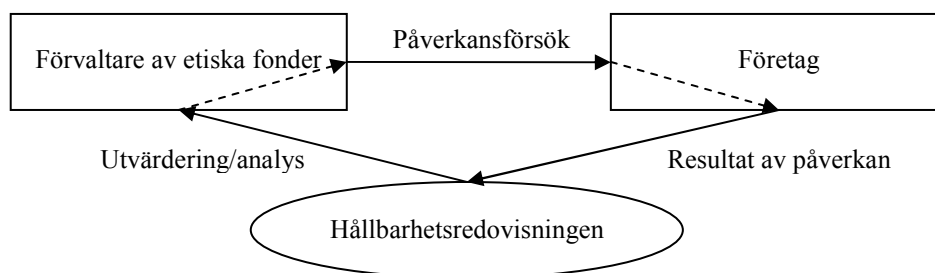 Påverkansförsök
Förvaltare av etiska fonder
Företag
Utvärdering/analys
Resultat av påverkan
Hållbarhetsredovisningen